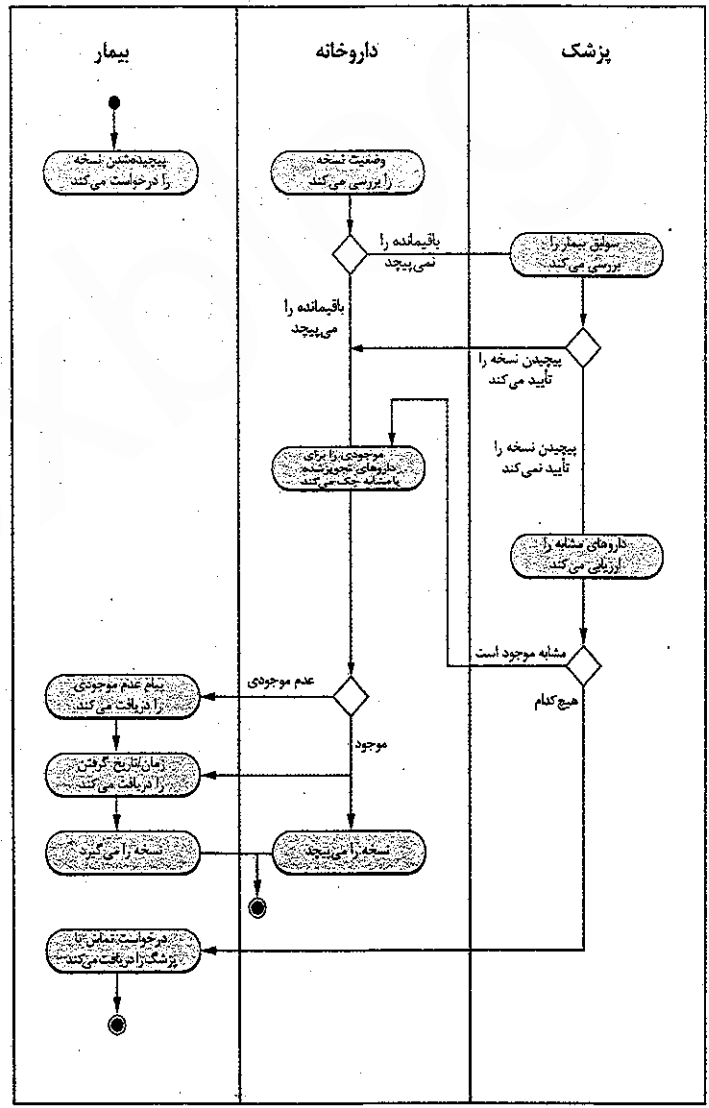 پزشک
داروخانه
بیمار
پیچیده‌شدن نسخه
را درخواست می‌کند
وضعیت نسخه
را بررسی می‌کند
باقیمانده را
نمی‌پیچد
سوابق بیمار را
بررسی می‌کند
باقیمانده را
می‌پیچد
پیچیدن نسخه را
تأیید می‌کند
پیچیدن نسخه را
تأیید نمی‌کند
موجودی را برای
داروهای تجویزشده
یا مشابه چک می‌کند
داروهای مشابه را
ارزیابی می‌کند
مشابه موجود است
هیچ‌کدام
عدم موجودی
موجود
پیام عدم موجودی
را دریافت می‌کند
زمان/تاریخ گرفتن
را دریافت می‌کند
نسخه را می‌پیچد
نسخه را می‌گیرد
درخواست تماس با
پزشک را دریافت می‌کند